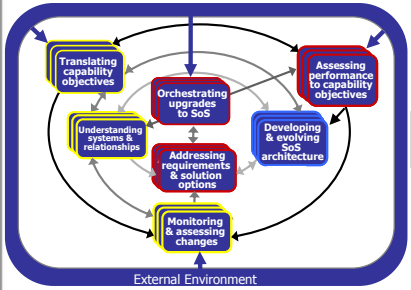 Translating
capability
objectives
Assessing
performance
to capability
objectives
Orchestrating
upgrades
to SoS
Understanding
systems &
relationships
Developing
& evolving
SoS
architecture
Addressing
requirements
& solution
options
Monitoring
& assessing
changes
External Environment